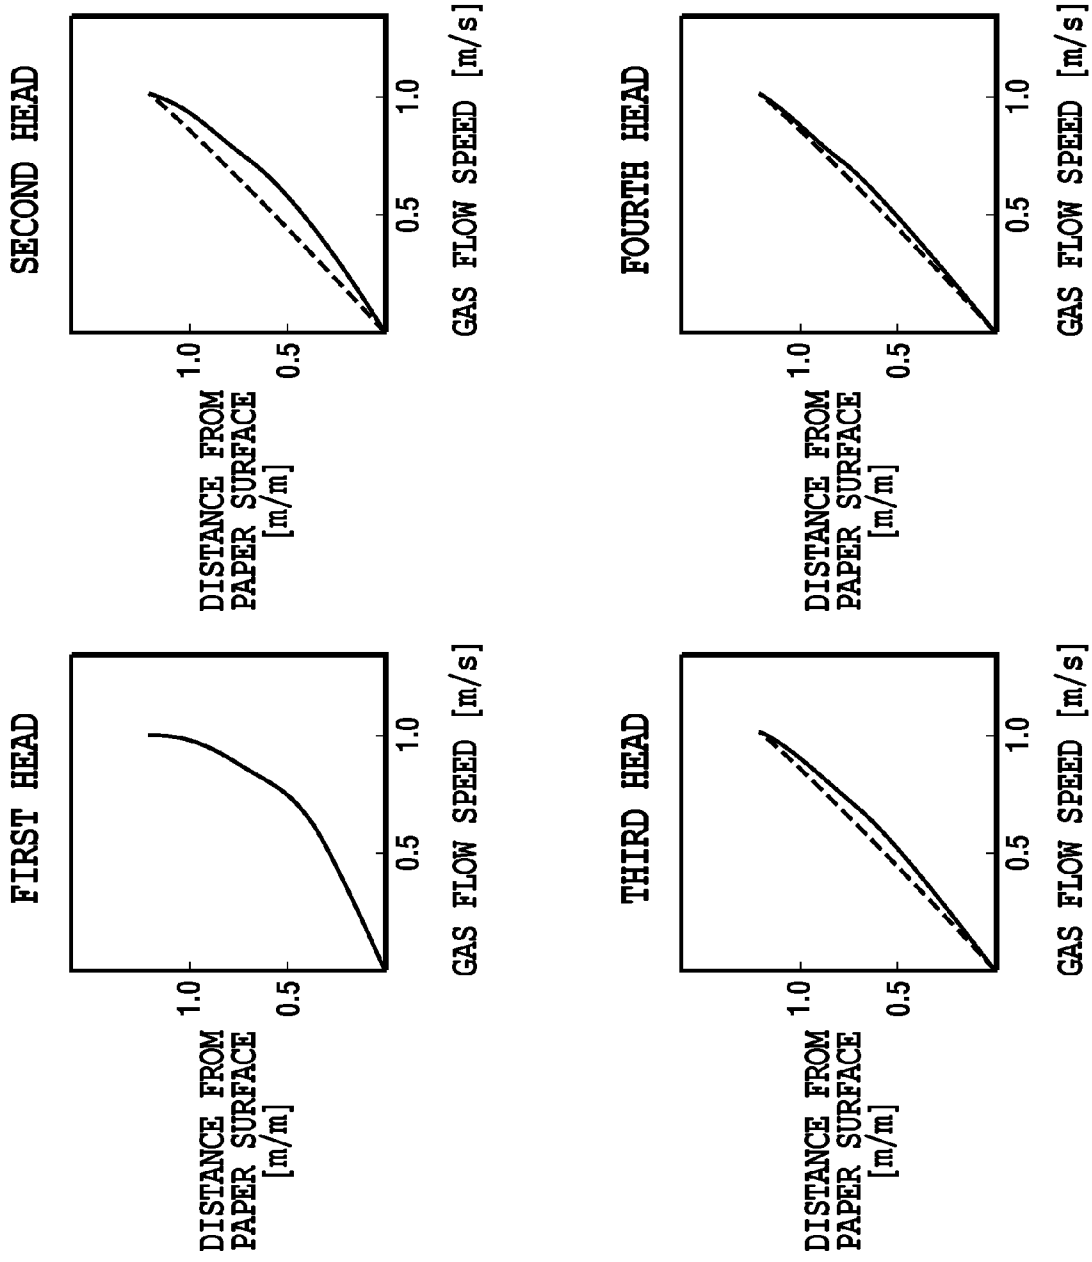 FIRST HEAD
DISTANCE FROM
PAPER SURFACE
[m/m]
1.0
0.5
0.5
1.0
GAS FLOW SPEED [m/s]
SECOND HEAD
DISTANCE FROM
PAPER SURFACE
[m/m]
1.0
0.5
0.5
1.0
GAS FLOW SPEED [m/s]
THIRD HEAD
DISTANCE FROM
PAPER SURFACE
[m/m]
1.0
0.5
0.5
1.0
GAS FLOW SPEED [m/s]
FOURTH HEAD
DISTANCE FROM
PAPER SURFACE
[m/m]
1.0
0.5
0.5
1.0
GAS FLOW SPEED [m/s]